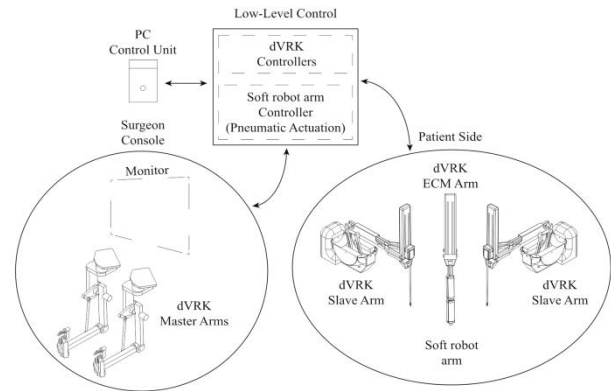 Low-Level Control
PC
Control Unit
dVRK
Controllers
Soft robot arm
Controller
(Pneumatic Actuation)
Surgeon
Console
Monitor
dVRK
Master Arms
Patient Side
dVRK
ECM Arm
dVRK
Slave Arm
dVRK
Slave Arm
Soft robot
arm